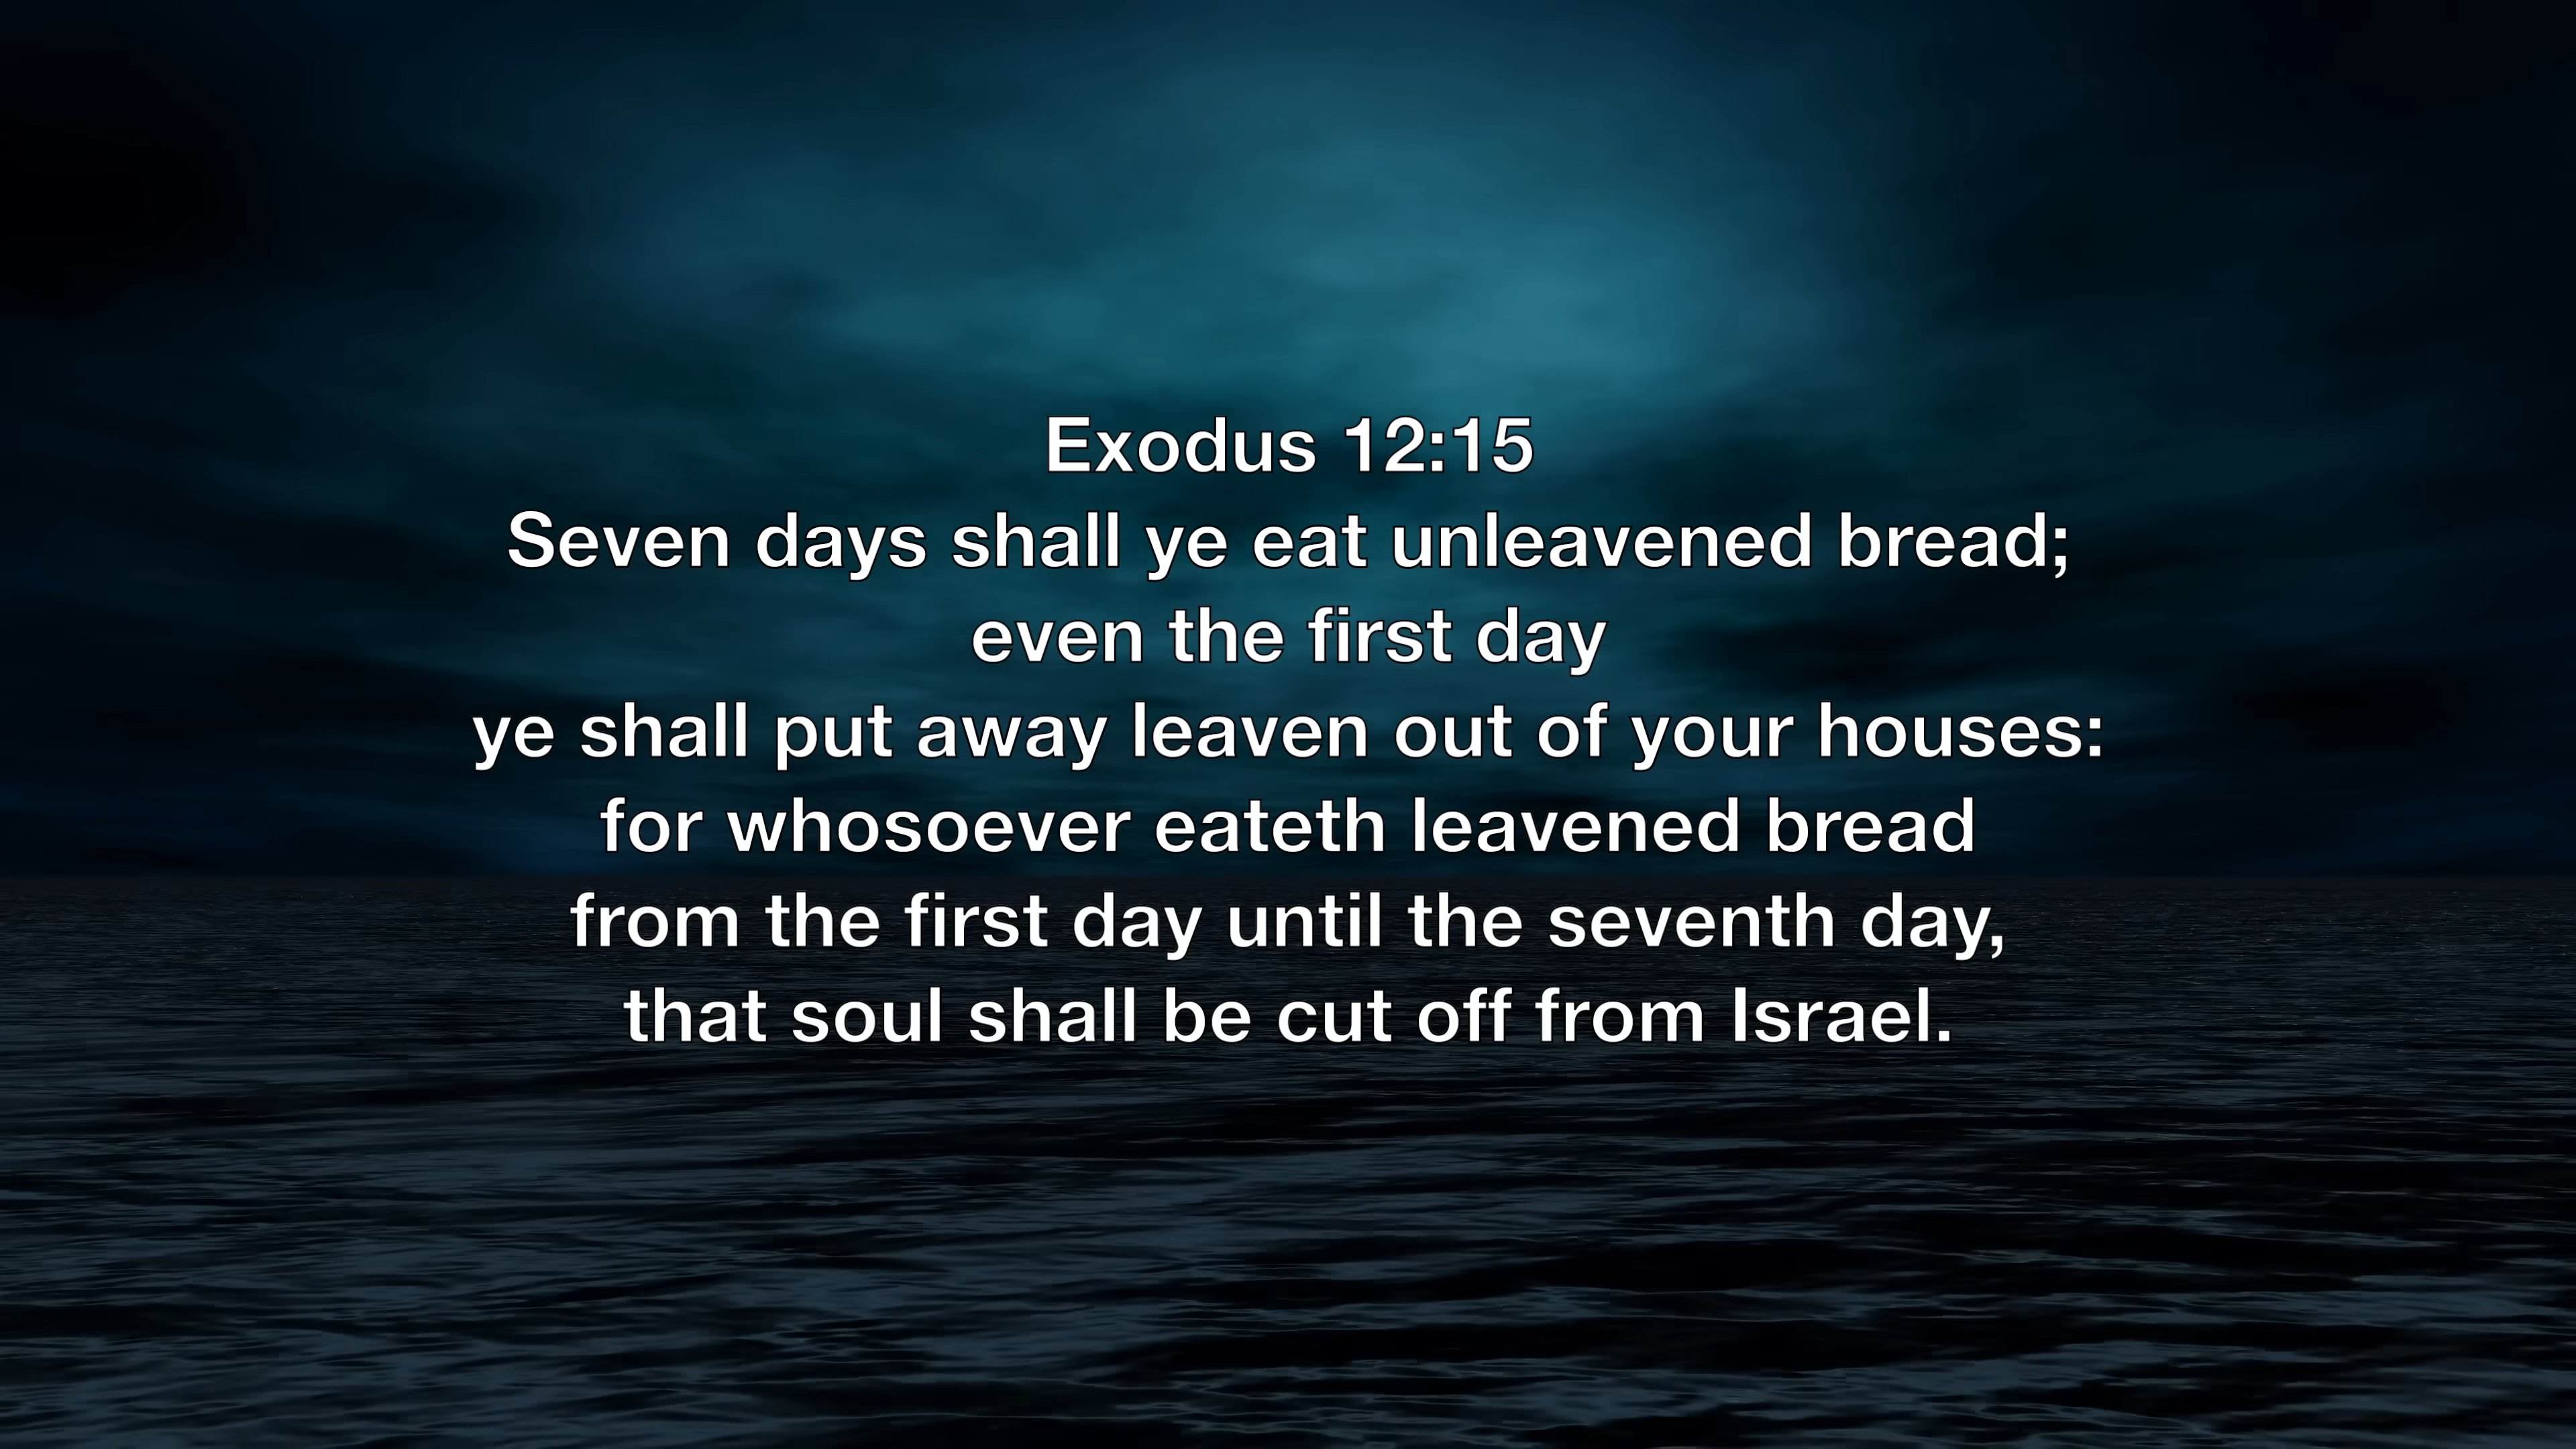 Exodus 12:15
Seven days shall ye eat unleavened bread;
even the first day
ye shall put away leaven out of your houses:
for whosoever eateth leavened bread
from the first day until the seventh day,
that soul shall be cut off from Israel.